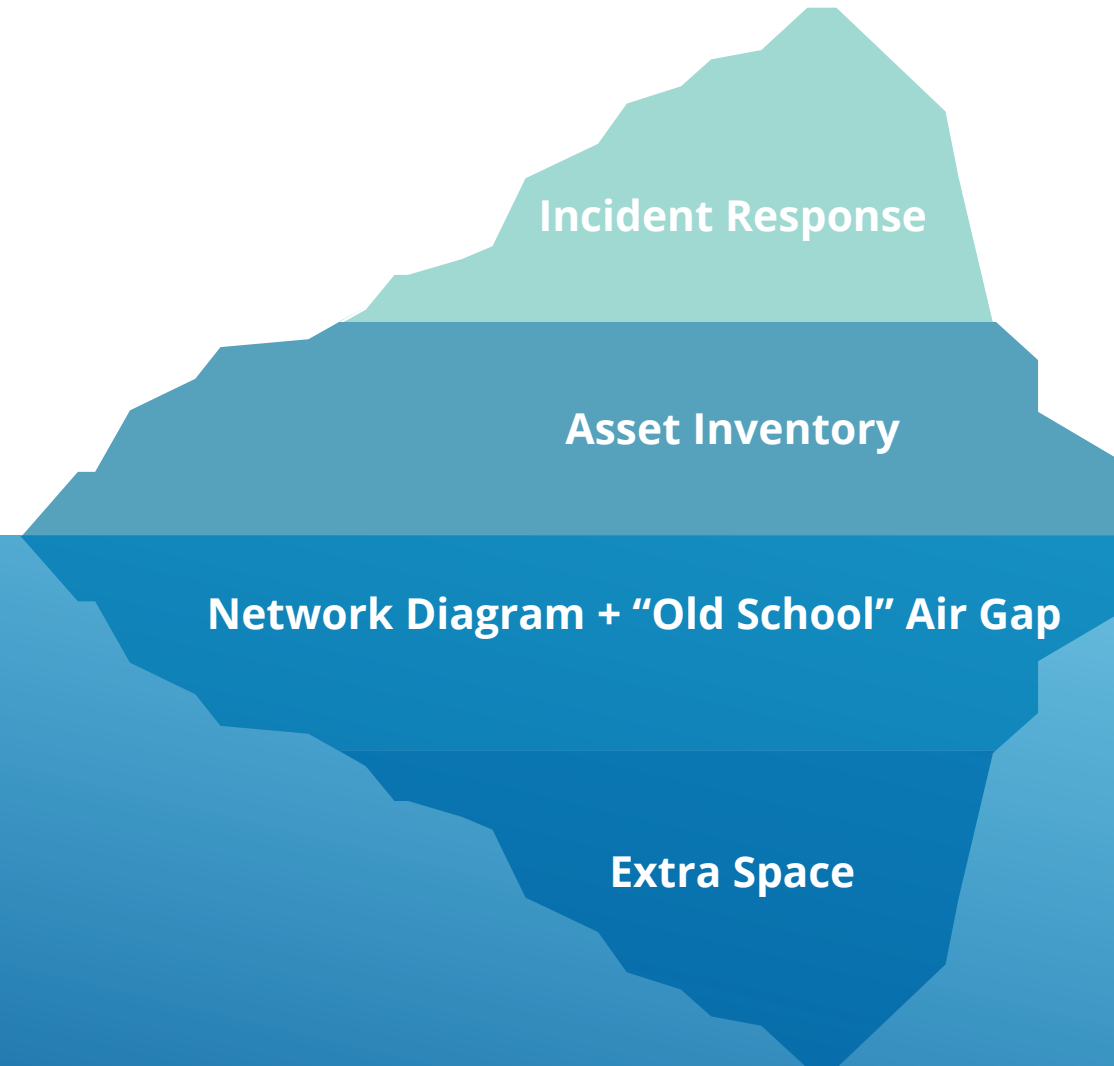 Incident Response
Asset Inventory
Network Diagram + “Old School” Air Gap
Extra Space